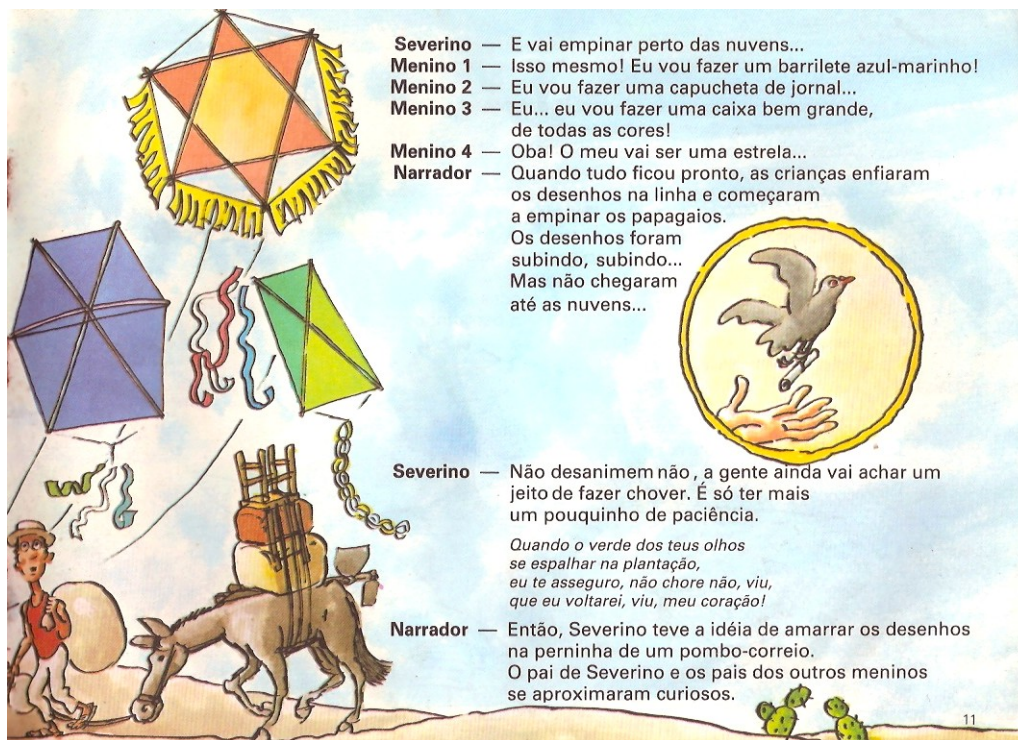 Severino — E vai empinar perto das nuvens...
Menino 1 — Isso mesmo! Eu vou fazer um barrilete azul-marinho!
Menino 2 — Eu vou fazer uma capucheta de jornal...
Menino 3 — Eu... eu vou fazer uma caixa bem grande,
de todas as cores!
Menino 4 — Oba! O meu vai ser uma estrela...
Narrador — Quando tudo ficou pronto, as crianças enfiaram
os desenhos na linha e começaram
a empinar os papagaios.
Os desenhos foram
subindo, subindo...
Mas não chegaram
até as nuvens...
Severino — Não desanimem não, a gente ainda vai achar um
jeito de fazer chover. É só ter mais
um pouquinho de paciência.
Quando o verde dos teus olhos
se espalhar na plantação,
eu te asseguro, não chore não, viu,
que eu voltarei, viu, meu coração!
Narrador — Então, Severino teve a idéia de amarrar os desenhos
na perninha de um pombo-correio.
O pai de Severino e os pais dos outros meninos
se aproximaram curiosos.
11